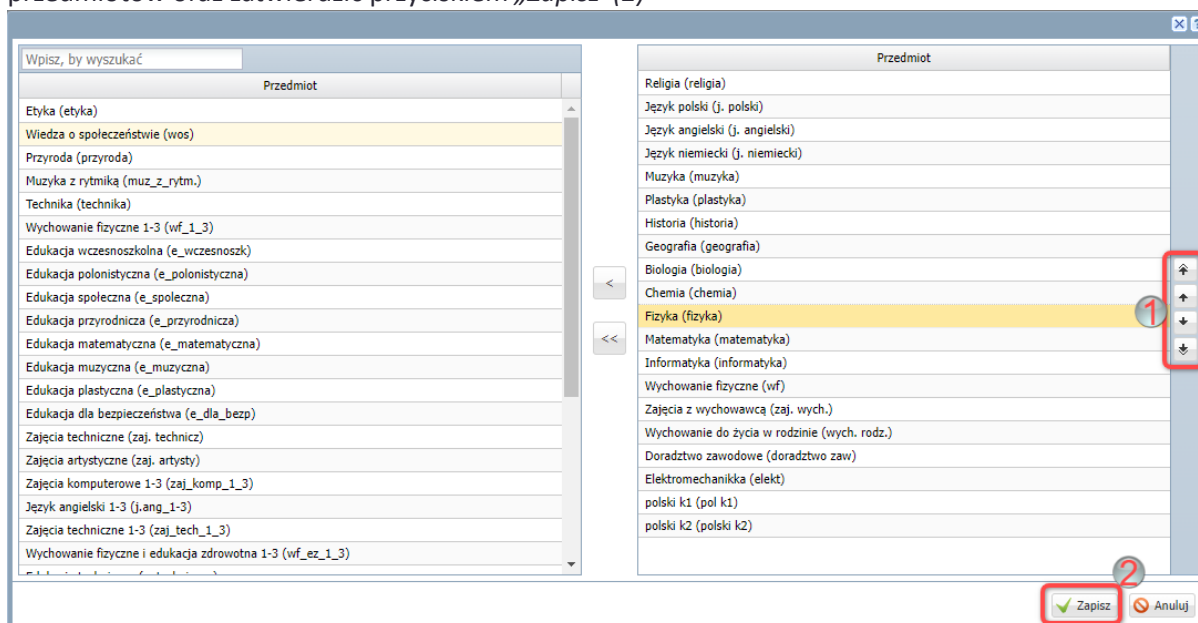 przedmiotów oraz zatwierdzić przyciskiem „Zapisz”(2)
Wpisz, by wyszukać
Przedmiot
Etyka (etyka)
Wiedza o społeczeństwie (wos)
Przyroda (przyroda)
Muzyka z rytmiką (muz_z_rytm.)
Technika (technika)
Wychowanie fizyczne 1-3 (wf_1_3)
Edukacja wczesnoszkolna (e_wczesnoszk)
Edukacja polonistyczna (e_polonistyczna)
Edukacja społeczna (e_spoleczna)
Edukacja przyrodnicza (e_przyrodnicza)
Edukacja matematyczna (e_matematyczna)
Edukacja muzyczna (e_muzyczna)
Edukacja plastyczna (e_plastyczna)
Edukacja dla bezpieczeństwa (e_dla_bezp)
Zajęcia techniczne (zaj. technicz)
Zajęcia artystyczne (zaj. artysty)
Zajęcia komputerowe 1-3 (zaj_komp_1_3)
Język angielski 1-3 (j.ang_1-3)
Zajęcia techniczne 1-3 (zaj_tech_1_3)
Wychowanie fizyczne i edukacja zdrowotna 1-3 (wf_ez_1_3)
<
<<
Przedmiot
Religia (religia)
Język polski (j. polski)
Język angielski (j. angielski)
Język niemiecki (j. niemiecki)
Muzyka (muzyka)
Plastyka (plastyka)
Historia (historia)
Geografia (geografia)
Biologia (biologia)
Chemia (chemia)
Fizyka (fizyka)
Matematyka (matematyka)
Informatyka (informatyka)
Wychowanie fizyczne (wf)
Zajęcia z wychowawcą (zaj. wych.)
Wychowanie do życia w rodzinie (wych. rodz.)
Doradztwo zawodowe (doradztwo zaw)
Elektromechanikka (elekt)
polski k1 (pol k1)
polski k2 (polski k2)
1
2
Zapisz
Anuluj